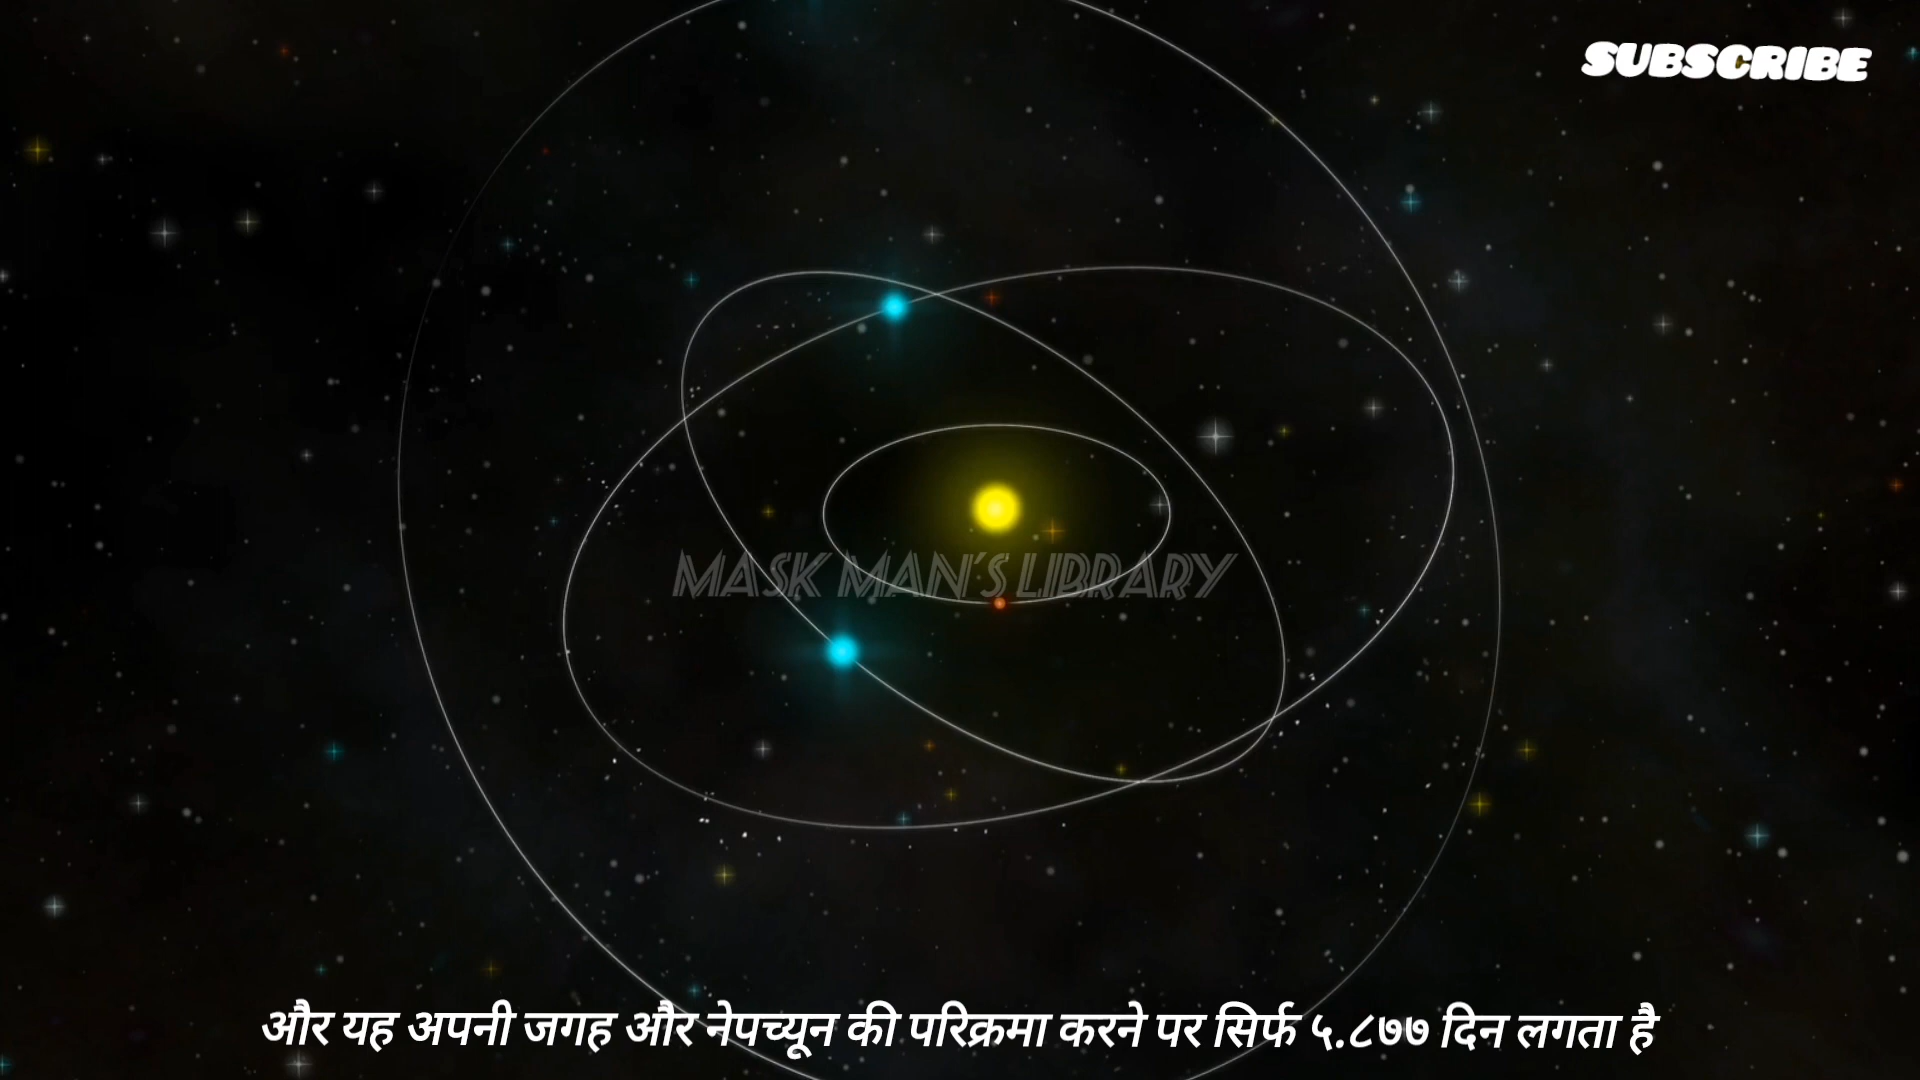 SUBSCRIBE
MASK MAN'S LIBRARY
और यह अपनी जगह और नेपच्यून की परिक्रमा करने पर सिर्फ ५.८७७ दिन लगता है